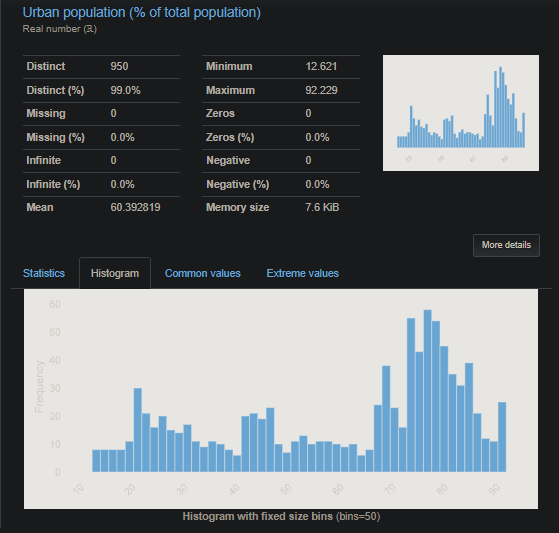 Urban population (% of total population)
Real number (ℝ)
Distinct 950 Minimum 12.621
Distinct (%) 99.0% Maximum 92.229
Missing 0 Zeros 0
Missing (%) 0.0% Zeros (%) 0.0%
Infinite 0 Negative 0
Infinite (%) 0.0% Negative (%) 0.0%
Mean 60.392819 Memory size 7.6 KiB
More details
Statistics Histogram Common values Extreme values
Frequency
60
50
40
30
20
10
0
10 20 30 40 50 60 70 80 90
Histogram with fixed size bins (bins=50)